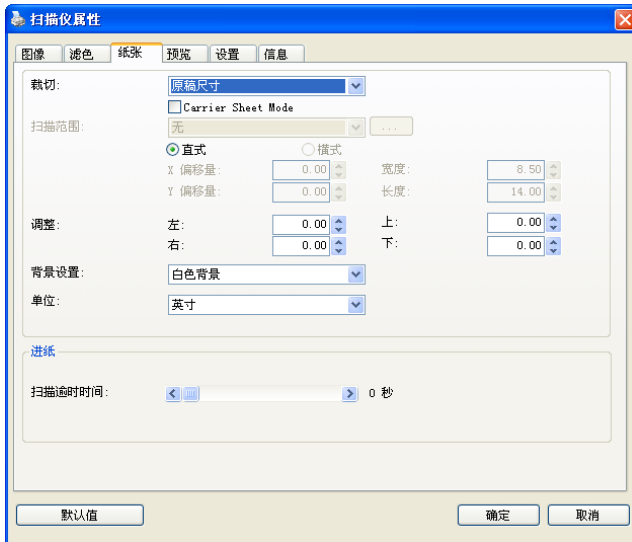 扫描仪属性
图像 滤色 纸张 预览 设置 信息
裁切: 原稿尺寸
Carrier Sheet Mode
扫描范围: 无 ...
直式 横式
X 偏移量: 0.00 宽度: 8.50
Y 偏移量: 0.00 长度: 14.00
调整: 左: 0.00 上: 0.00
右: 0.00 下: 0.00
背景设置: 白色背景
单位: 英寸
进纸
扫描逾时时间: 0 秒
默认值 确定 取消